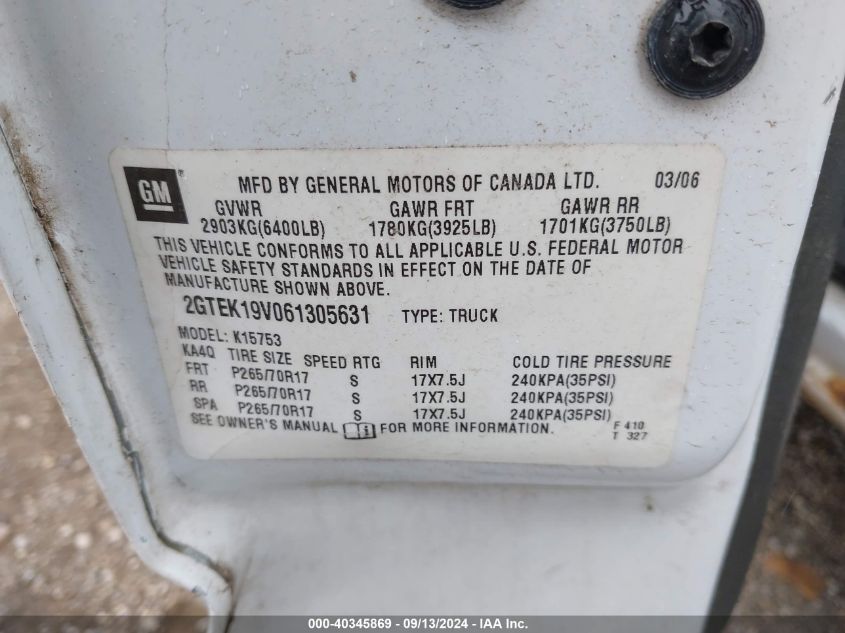 GM ® MFD BY GENERAL MOTORS OF CANADA LTD. 03/06
GVWR GAWR FRT GAWR RR
2903KG(6400LB) 1780KG(3925LB) 1701KG(3750LB)
THIS VEHICLE CONFORMS TO ALL APPLICABLE U.S. FEDERAL MOTOR
VEHICLE SAFETY STANDARDS IN EFFECT ON THE DATE OF
MANUFACTURE SHOWN ABOVE.
2GTEK19V061305631 TYPE: TRUCK
MODEL: K15753
KA4Q TIRE SIZE SPEED RTG RIM COLD TIRE PRESSURE
FRT P265/70R17 S 17X7.5J 240KPA(35PSI)
RR P265/70R17 S 17X7.5J 240KPA(35PSI)
SPA P265/70R17 S 17X7.5J 240KPA(35PSI)
SEE OWNER'S MANUAL FOR MORE INFORMATION.
F 410
T 327
000-40345869 - 09/13/2024 - IMPACT AUTO, LTD.